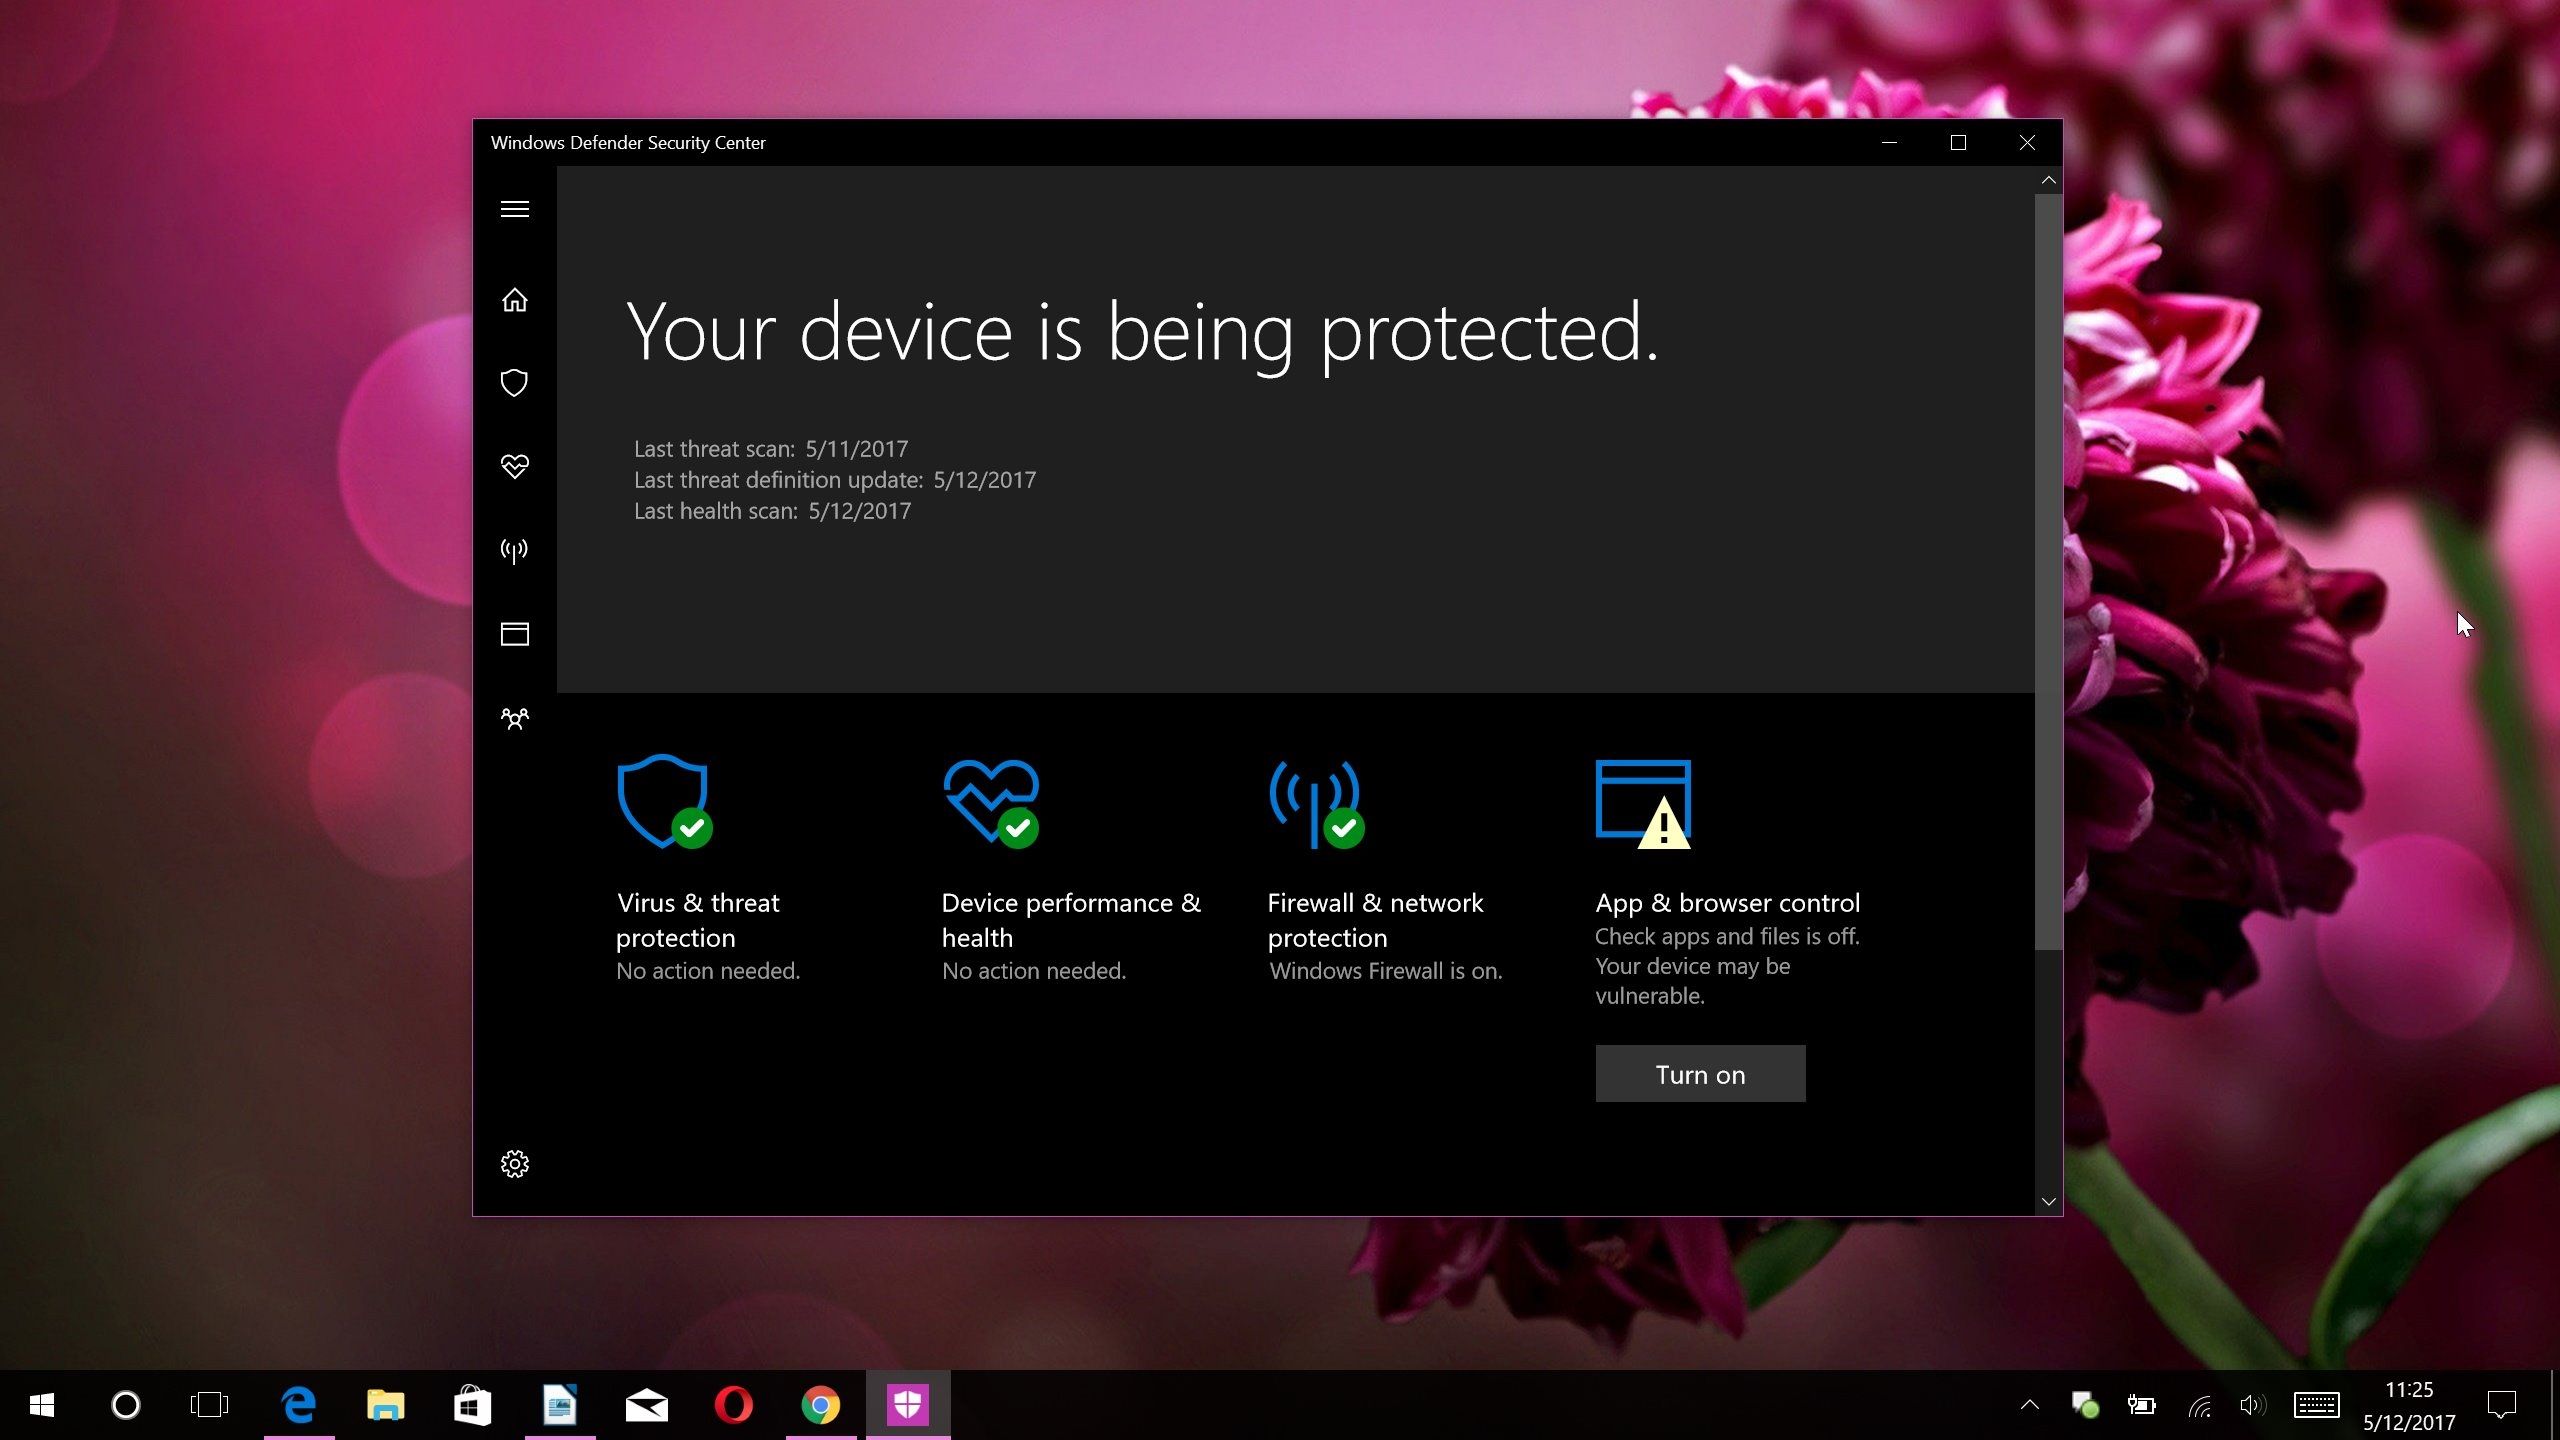 Windows Defender Security Center
Your device is being protected.
Last threat scan: 5/11/2017
Last threat definition update: 5/12/2017
Last health scan: 5/12/2017
Virus & threat
protection
No action needed.
Device performance &
health
No action needed.
Firewall & network
protection
Windows Firewall is on.
App & browser control
Check apps and files is off.
Your device may be
vulnerable.
Turn on
11:25
5/12/2017